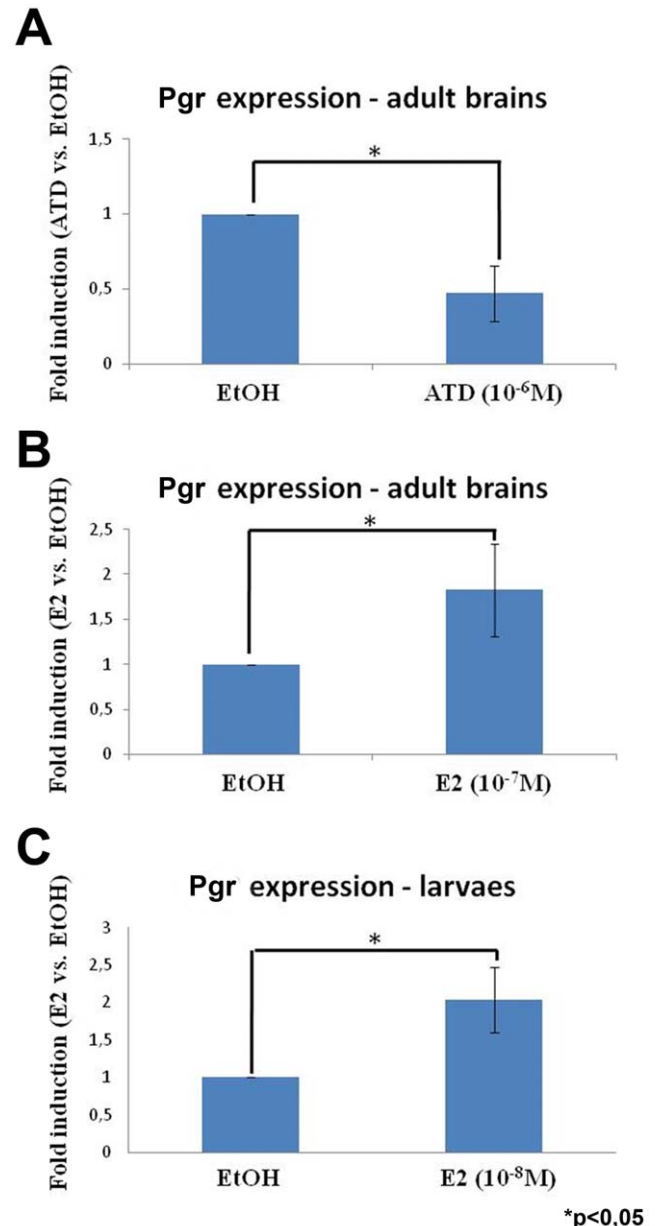 A
Pgr expression - adult brains
Fold induction (ATD vs. EtOH)
1,5
*
1
0,5
0
EtOH ATD (10⁻⁶M)
B
Pgr expression - adult brains
Fold induction (E2 vs. EtOH)
2,5
*
2
1,5
1
0,5
0
EtOH E2 (10⁻⁷M)
C
Pgr expression - larvaes
Fold induction (E2 vs. EtOH)
3
*
2,5
2
1,5
1
0,5
0
EtOH E2 (10⁻⁸M)
*p<0,05